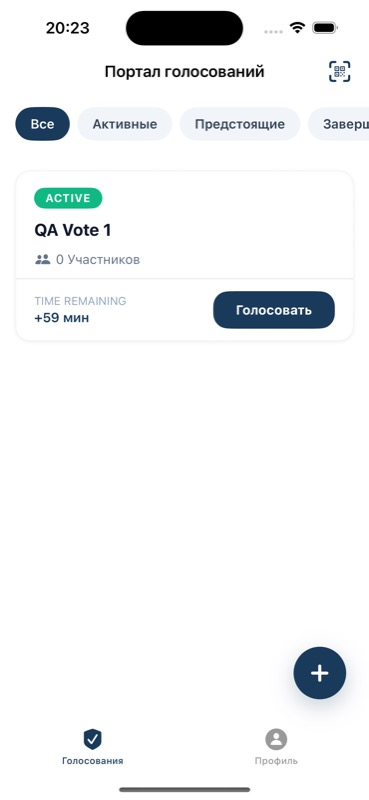 20:23
Портал голосований
Все
Активные
Предстоящие
Заверш
ACTIVE
QA Vote 1
0 Участников
TIME REMAINING
+59 мин
Голосовать
Голосования
Профиль